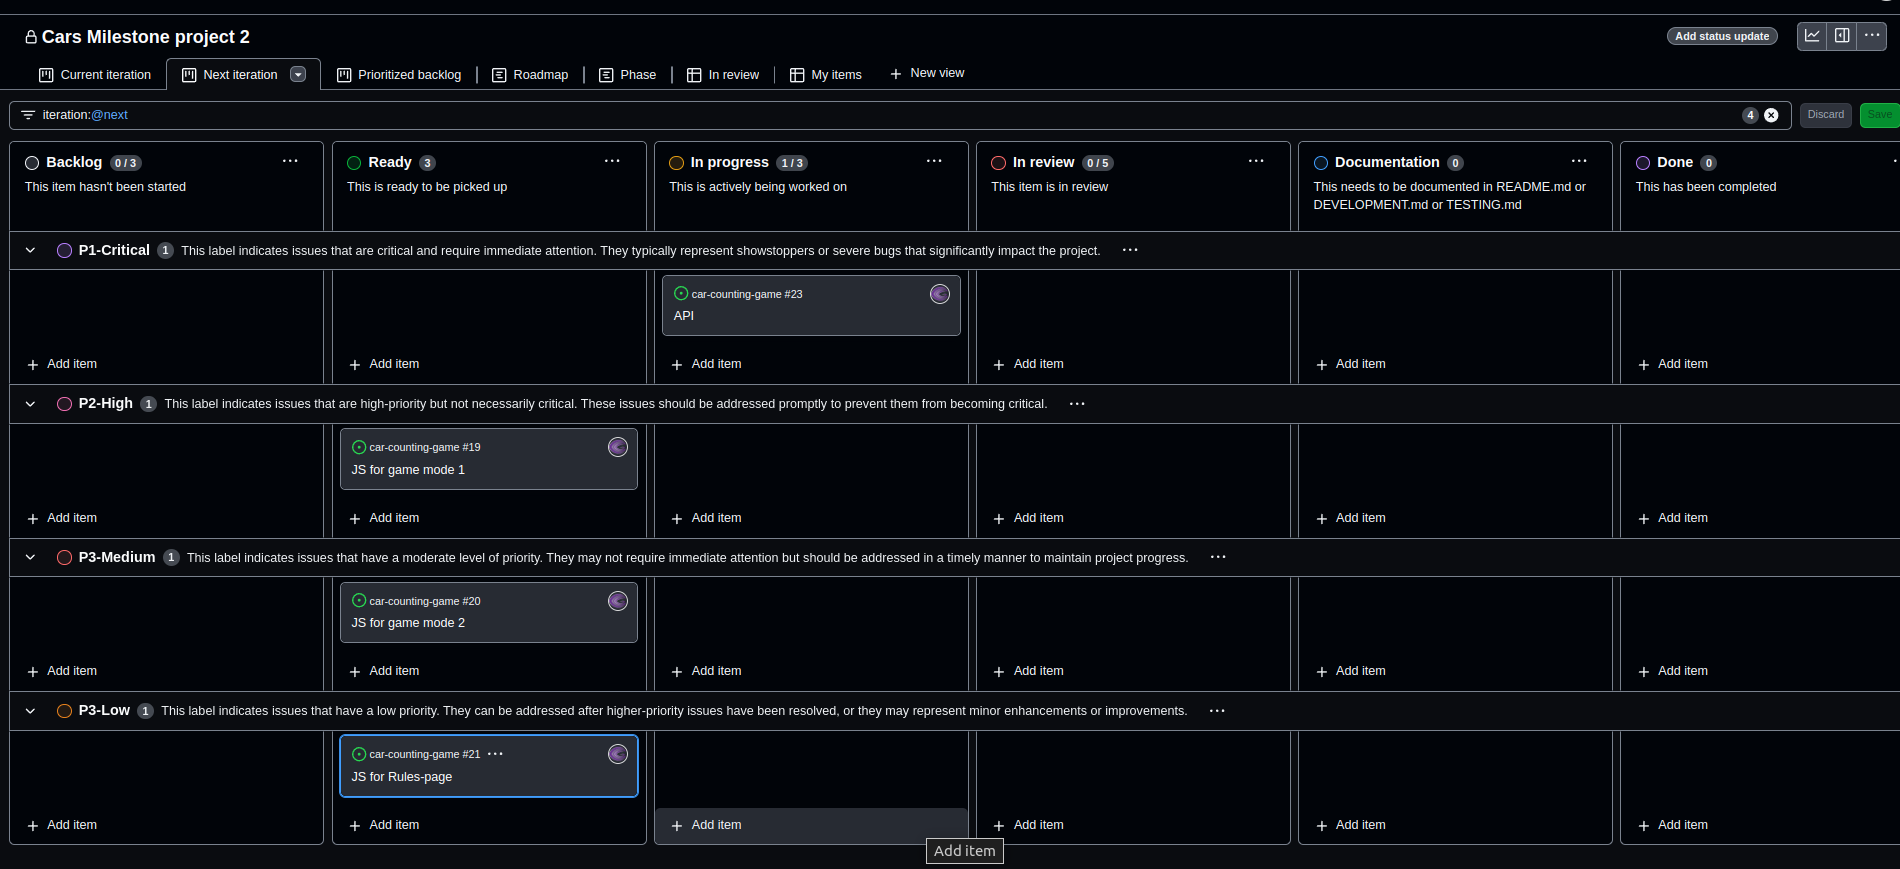 Cars Milestone project 2
Add status update
Current iteration
Next iteration
Prioritized backlog
Roadmap
Phase
In review
My items
New view
iteration:@next
4
Discard
Save
Backlog 0 / 3
This item hasn't been started
Ready 3
This is ready to be picked up
In progress 1 / 3
This is actively being worked on
In review 0 / 5
This item is in review
Documentation 0
This needs to be documented in README.md or
DEVELOPMENT.md or TESTING.md
Done 0
This has been completed
P1-Critical 1 This label indicates issues that are critical and require immediate attention. They typically represent showstoppers or severe bugs that significantly impact the project.
car-counting-game #23
API
Add item
Add item
Add item
Add item
Add item
Add item
P2-High 1 This label indicates issues that are high-priority but not necessarily critical. These issues should be addressed promptly to prevent them from becoming critical.
car-counting-game #19
JS for game mode 1
Add item
Add item
Add item
Add item
Add item
Add item
P3-Medium 1 This label indicates issues that have a moderate level of priority. They may not require immediate attention but should be addressed in a timely manner to maintain project progress.
car-counting-game #20
JS for game mode 2
Add item
Add item
Add item
Add item
Add item
Add item
P3-Low 1 This label indicates issues that have a low priority. They can be addressed after higher-priority issues have been resolved, or they may represent minor enhancements or improvements.
car-counting-game #21
JS for Rules-page
Add item
Add item
Add item
Add item
Add item
Add item
Add item